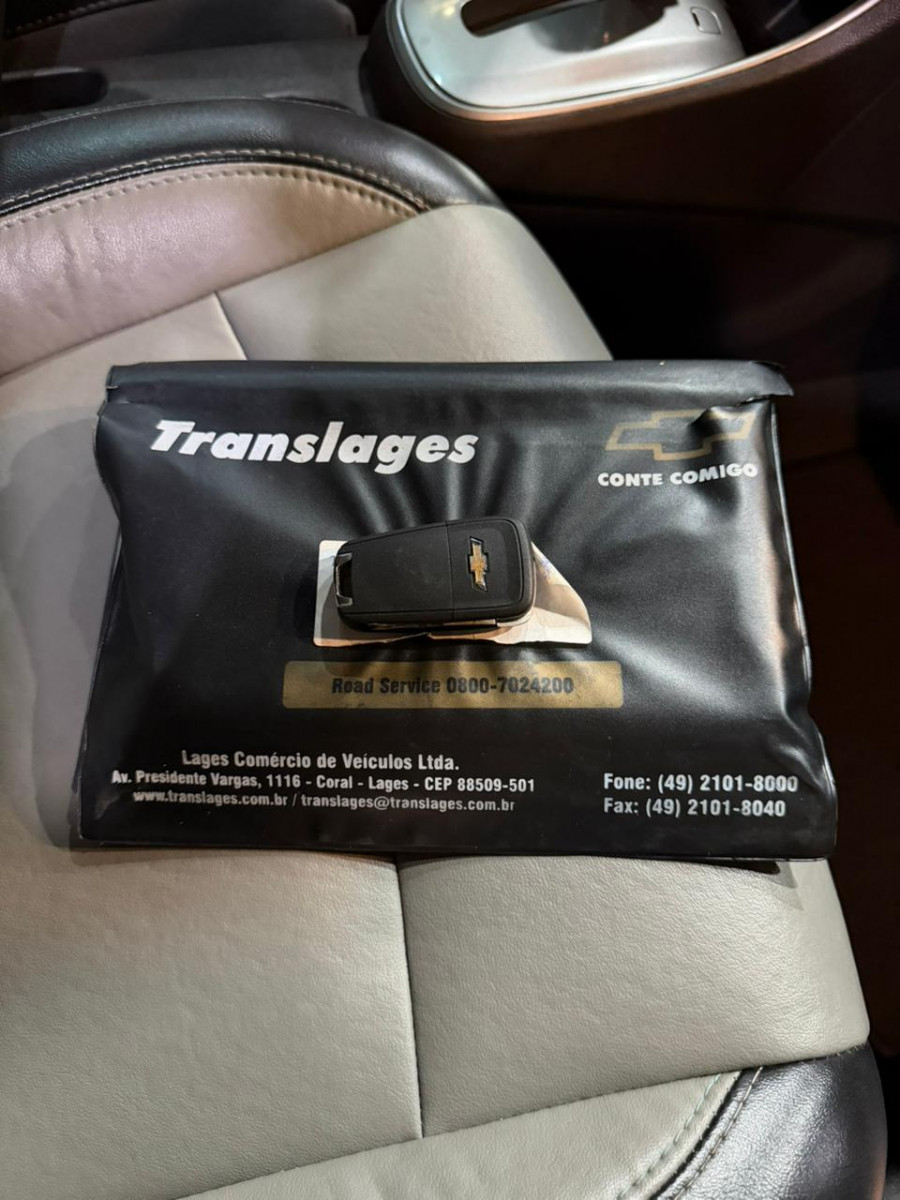 Translages
CONTE COMIGO
Road Service 0800-7024200
Lages Comércio de Veículos Ltda.
Av. Presidente Vargas, 1116 - Coral - Lages - CEP 88509-501
www.translages.com.br / translages@translages.com.br
Fone: (49) 2101-8000
Fax: (49) 2101-8040